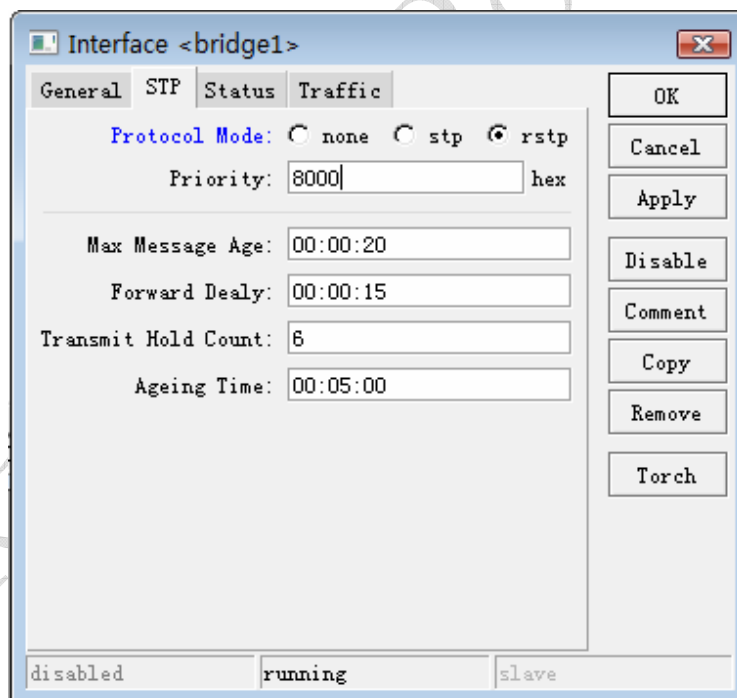 Interface <bridge1>
General STP Status Traffic
Protocol Mode: none stp rstp
Priority: 8000 hex
Max Message Age: 00:00:20
Forward Dealy: 00:00:15
Transmit Hold Count: 6
Ageing Time: 00:05:00
OK
Cancel
Apply
Disable
Comment
Copy
Remove
Torch
disabled running slave